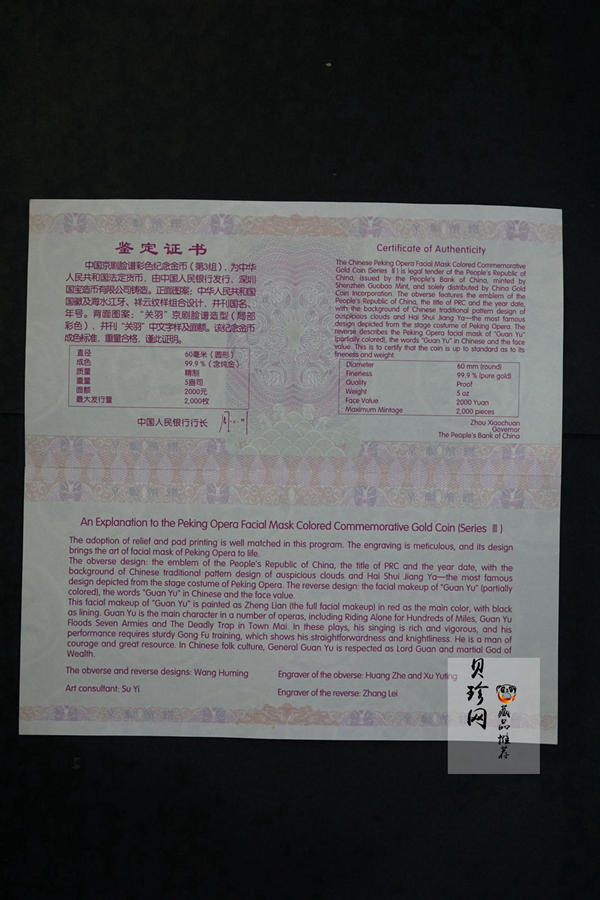 鉴定证书
中国京剧脸谱彩色纪念金币（第3组），为中华
人民共和国法定货币，由中国人民银行发行，深圳
国宝造币有限公司铸造。正面图案：中华人民共和国
国徽及海水江牙、祥云纹样组合设计，并刊国名、
年号。背面图案：“关羽”京剧脸谱造型（局部
彩色），并刊“关羽”中文字样及面额。该纪念金币
成色标准，重量合格，谨此证明。
直径 60毫米（圆形）
成色 99.9%（含纯金）
质量 精制
重量 5盎司
面额 2000元
最大发行量 2,000枚
中国人民银行行长
Certificate of Authenticity
The Chinese Peking Opera Facial Mask Colored Commemorative
Gold Coin (Series Ⅲ) is legal tender of the People's Republic of
China, issued by the People's Bank of China, minted by
Shenzhen Guobao Mint, and solely distributed by China Gold
Coin Incorporation. The obverse features the emblem of the
People's Republic of China, the title of PRC and the year date,
with the background of Chinese traditional pattern design of
auspicious clouds and Hai Shui Jiang Ya—the most famous
design depicted from the stage costume of Peking Opera. The
reverse describes the Peking Opera facial mask of "Guan Yu"
(partially colored), the words "Guan Yu" in Chinese and the face
value. This is to certify that the coin is up to standard as to its
fineness and weight.
Diameter 60 mm (round)
Fineness 99.9% (pure gold)
Quality Proof
Weight 5 oz
Face Value 2000 Yuan
Maximum Mintage 2,000 pieces
Zhou Xiaochuan
Governor
The People's Bank of China
An Explanation to the Peking Opera Facial Mask Colored Commemorative Gold Coin (Series Ⅲ)
The adoption of relief and pad printing is well matched in this program. The engraving is meticulous, and its design
brings the art of facial mask of Peking Opera to life.
The obverse design: the emblem of the People's Republic of China, the title of PRC and the year date, with the
background of Chinese traditional pattern design of auspicious clouds and Hai Shui Jiang Ya—the most famous
design depicted from the stage costume of Peking Opera. The reverse design: the facial makeup of "Guan Yu" (partially
colored), the words "Guan Yu" in Chinese and the face value.
This facial makeup of "Guan Yu" is painted as Zheng Lian (the full facial makeup) in red as the main color, with black
as lining. Guan Yu is the main character in a number of operas, including Riding Alone for Hundreds of Miles, Guan Yu
Floods Seven Armies and The Deadly Trap in Town Mai. In these plays, his singing is rich and vigorous, and his
performance requires sturdy Gong Fu training, which shows his straightforwardness and knightliness. He is a man of
courage and great resource. In Chinese folk culture, General Guan Yu is respected as Lord Guan and martial God of
Wealth.
The obverse and reverse designs: Wang Huming
Engraver of the obverse: Huang Zhe and Xu Yuting
Art consultant: Su Yi
Engraver of the reverse: Zhang Lei
贝珍网
藏品推荐